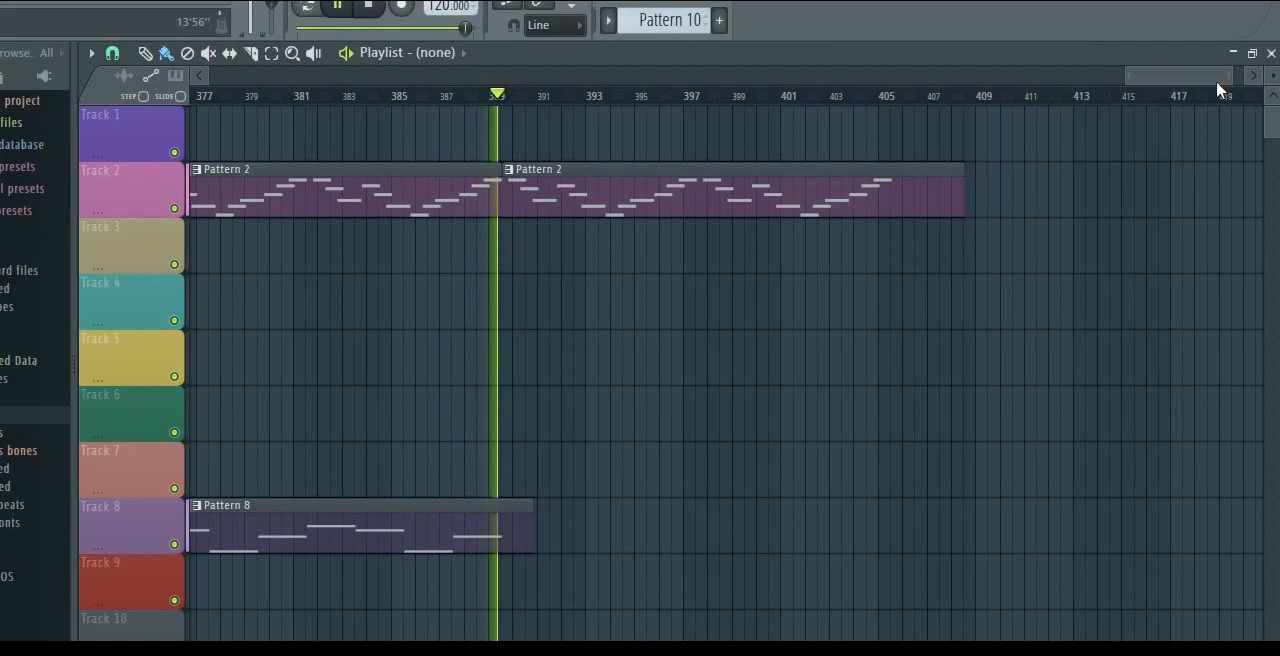 120.000
13'56"
Line
Pattern 10
+
rowse.. All
Playlist - (none)
STEP SLIDE
377 379 381 383 385 387 391 393 395 397 399 401 403 405 407 409 411 413 415 417
project
files
database
presets
l presets
presets
rd files
ed
pes
ed Data
es
s
s bones
ed
ed
peats
onts
OS
Track 1
Track 2
Pattern 2
Pattern 2
Track 3
Track 4
Track 5
Track 6
Track 7
Track 8
Pattern 8
Track 9
Track 10